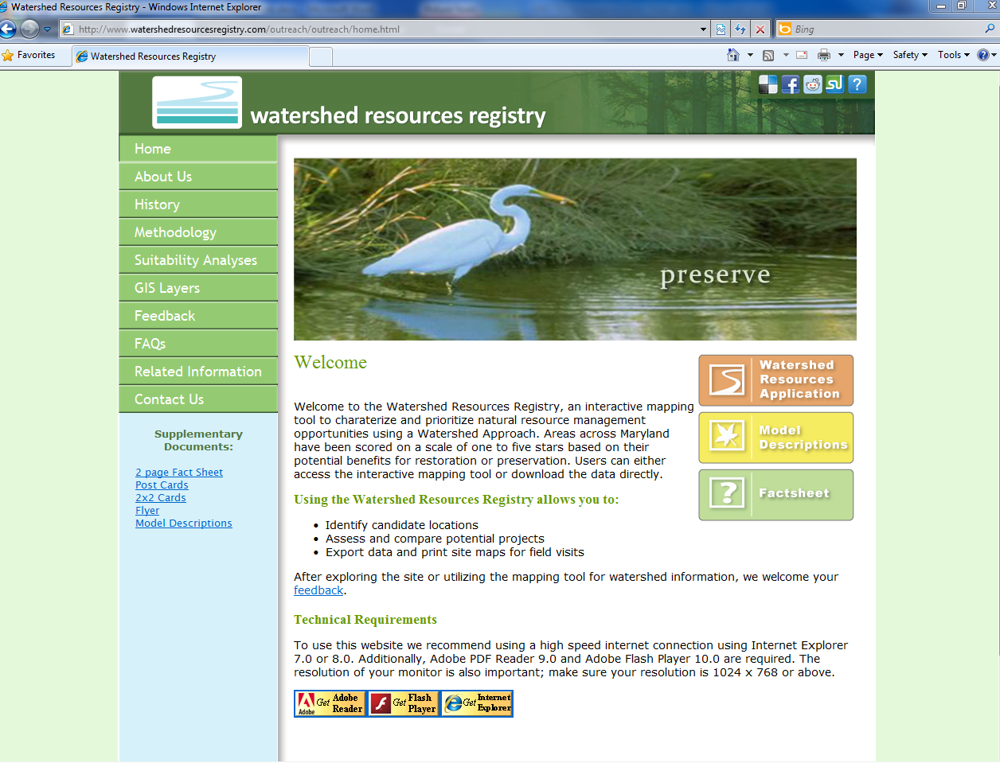 Watershed Resources Registry - Windows Internet Explorer
http://www.watershedresourcesregistry.com/outreach/outreach/home.html
Bing
Favorites
Watershed Resources Registry
Page
Safety
Tools
watershed resources registry
Home
About Us
History
Methodology
Suitability Analyses
GIS Layers
Feedback
FAQs
Related Information
Contact Us
Supplementary
Documents:
2 page Fact Sheet
Post Cards
2x2 Cards
Flyer
Model Descriptions
preserve
Welcome
Welcome to the Watershed Resources Registry, an interactive mapping
tool to charaterize and prioritize natural resource management
opportunities using a Watershed Approach. Areas across Maryland
have been scored on a scale of one to five stars based on their
potential benefits for restoration or preservation. Users can either
access the interactive mapping tool or download the data directly.
Watershed
Resources
Application
Model
Descriptions
Factsheet
Using the Watershed Resources Registry allows you to:
• Identify candidate locations
• Assess and compare potential projects
• Export data and print site maps for field visits
After exploring the site or utilizing the mapping tool for watershed information, we welcome your
feedback.
Technical Requirements
To use this website we recommend using a high speed internet connection using Internet Explorer
7.0 or 8.0. Additionally, Adobe PDF Reader 9.0 and Adobe Flash Player 10.0 are required. The
resolution of your monitor is also important; make sure your resolution is 1024 x 768 or above.
Adobe
Get Adobe
Reader
Get Flash
Player
Get Internet
Explorer